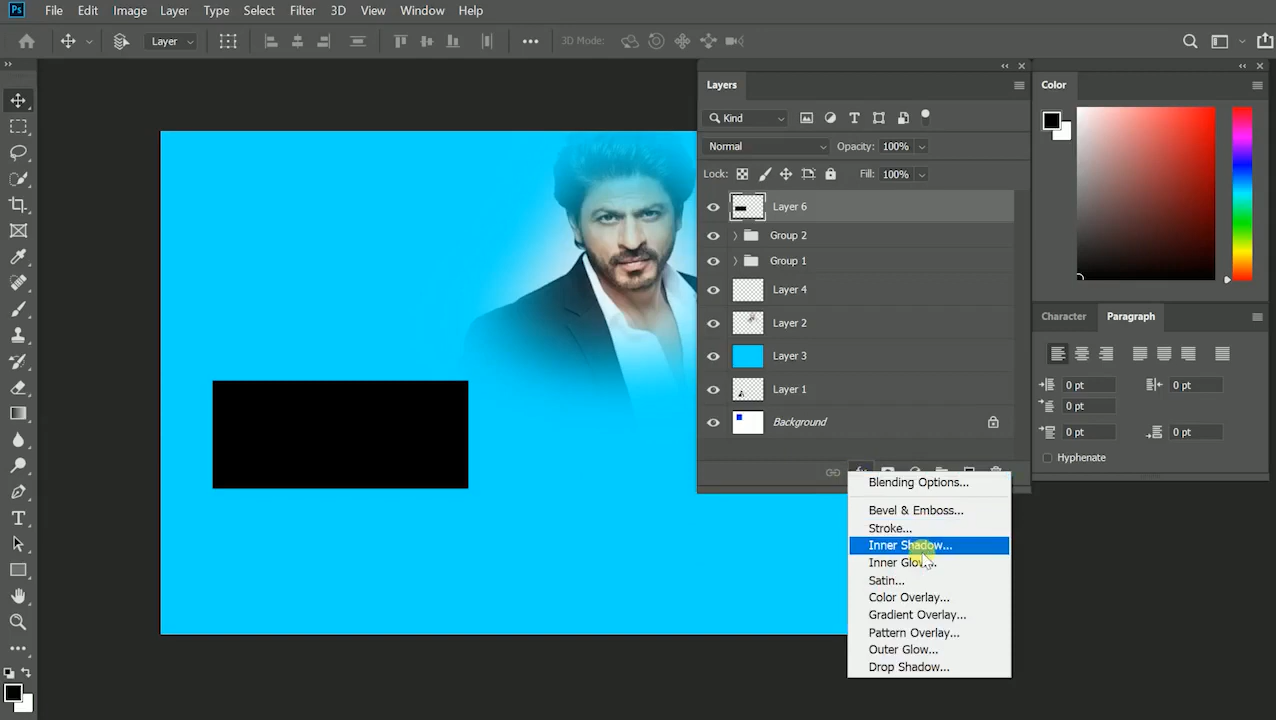 Ps File Edit Image Layer Type Select Filter 3D View Window Help
Layer 3D Mode:
Layers
Color
Kind
Normal Opacity: 100%
Lock: Fill: 100%
Layer 6
Group 2
Group 1
Layer 4
Layer 2
Layer 3
Layer 1
Background
Character Paragraph
0 pt 0 pt
0 pt
0 pt 0 pt
Hyphenate
Blending Options...
Bevel & Emboss...
Stroke...
Inner Shadow...
Inner Glow...
Satin...
Color Overlay...
Gradient Overlay...
Pattern Overlay...
Outer Glow...
Drop Shadow...